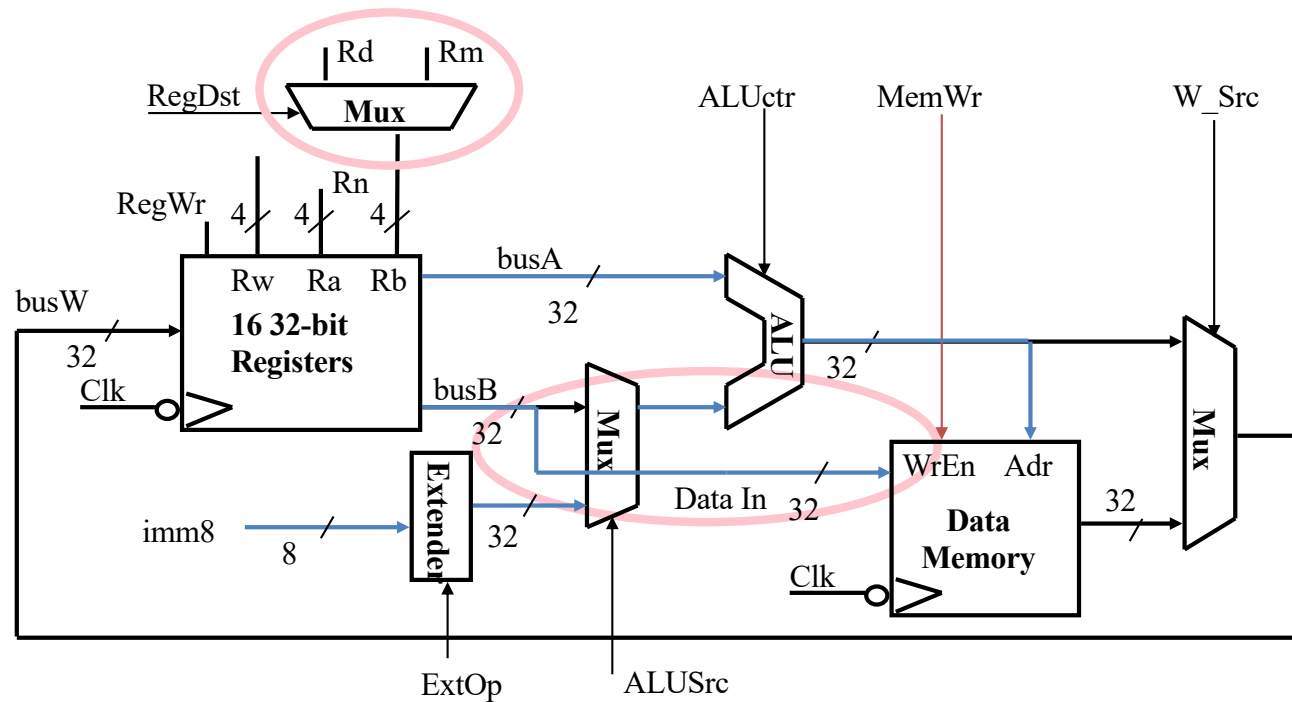 Rd
Rm
RegDst
Mux
ALUctr
MemWr
W_Src
Rn
RegWr
4
4
4
Rw
Ra
Rb
busA
32
busW
32
16 32-bit
Registers
Clk
busB
32
ALU
32
Mux
Mux
WrEn
Adr
Data In
32
32
Data
Memory
Extender
32
imm8
8
Clk
ExtOp
ALUSrc